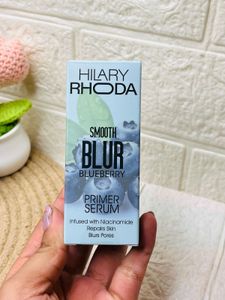 HILARY
RHODA
SMOOTH
BLUR
BLUEBERRY
PRIMER
SERUM
Infused with Niacinamide
Repairs Skin
Blurs Pores